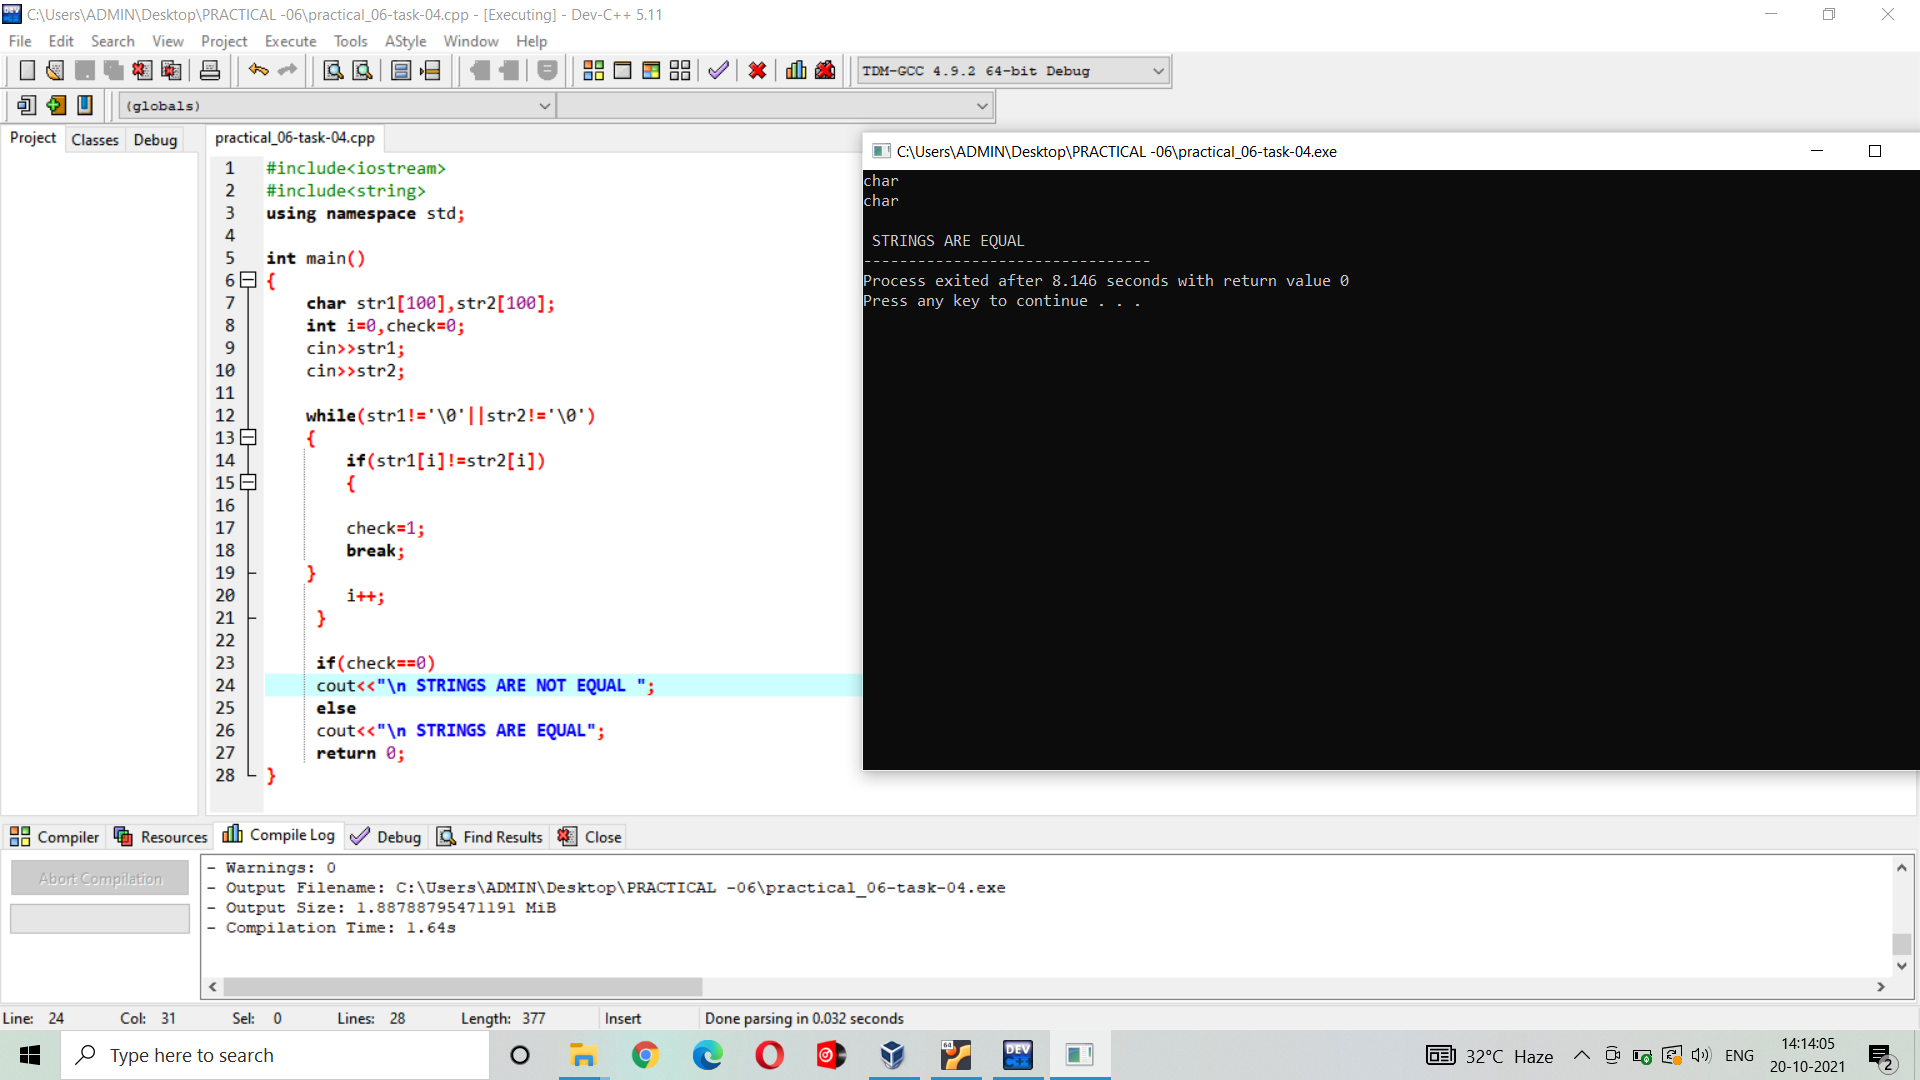 C:\Users\ADMIN\Desktop\PRACTICAL -06\practical_06-task-04.cpp - [Executing] - Dev-C++ 5.11
File Edit Search View Project Execute Tools AStyle Window Help
TDM-GCC 4.9.2 64-bit Debug
(globals)
Project Classes Debug
practical_06-task-04.cpp
1 #include<iostream>
2 #include<string>
3 using namespace std;
4
5 int main()
6 {
7 char str1[100],str2[100];
8 int i=0,check=0;
9 cin>>str1;
10 cin>>str2;
11
12 while(str1!='\0'||str2!='\0')
13 {
14 if(str1[i]!=str2[i])
15 {
16
17 check=1;
18 break;
19 }
20 i++;
21 }
22
23 if(check==0)
24 cout<<"\n STRINGS ARE NOT EQUAL ";
25 else
26 cout<<"\n STRINGS ARE EQUAL";
27 return 0;
28 }
C:\Users\ADMIN\Desktop\PRACTICAL -06\practical_06-task-04.exe
char
char
STRINGS ARE EQUAL
--------------------------------
Process exited after 8.146 seconds with return value 0
Press any key to continue . . .
Compiler Resources Compile Log Debug Find Results Close
Abort Compilation
- Warnings: 0
- Output Filename: C:\Users\ADMIN\Desktop\PRACTICAL -06\practical_06-task-04.exe
- Output Size: 1.88788795471191 MiB
- Compilation Time: 1.64s
Line: 24 Col: 31 Sel: 0 Lines: 28 Length: 377 Insert Done parsing in 0.032 seconds
Type here to search
64
DEV C++
32°C Haze
ENG
14:14:05
20-10-2021
2